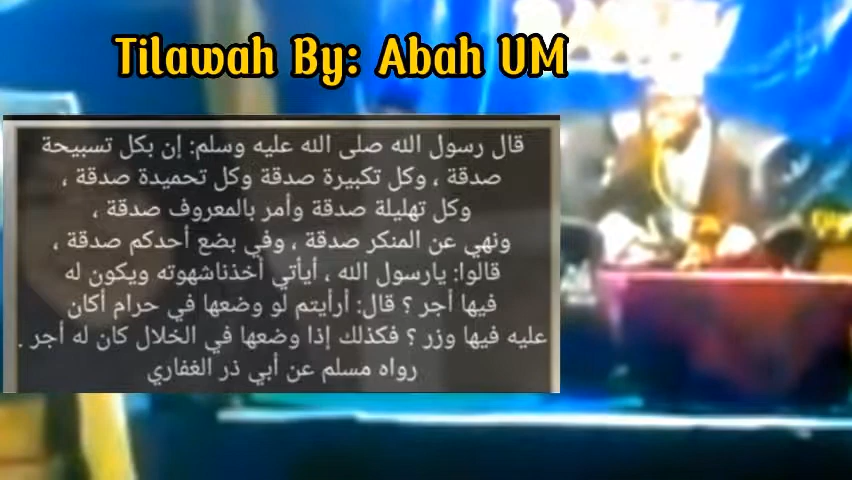 Tilawah By: Abah UM
قال رسول الله صلى الله عليه وسلم: إن بكل تسبيحة
صدقة ، وكل تكبيرة صدقة وكل تحميدة صدقة ،
وكل تهليلة صدقة وأمر بالمعروف صدقة ،
ونهي عن المنكر صدقة ، وفي بضع أحدكم صدقة ،
قالوا: يارسول الله ، أيأتي أخذناشهوته ويكون له
فيها أجر ؟ قال: أرأيتم لو وضعها في حرام أكان
عليه فيها وزر ؟ فكذلك إذا وضعها في الخلال كان له أجر .
رواه مسلم عن أبي ذر الغفاري